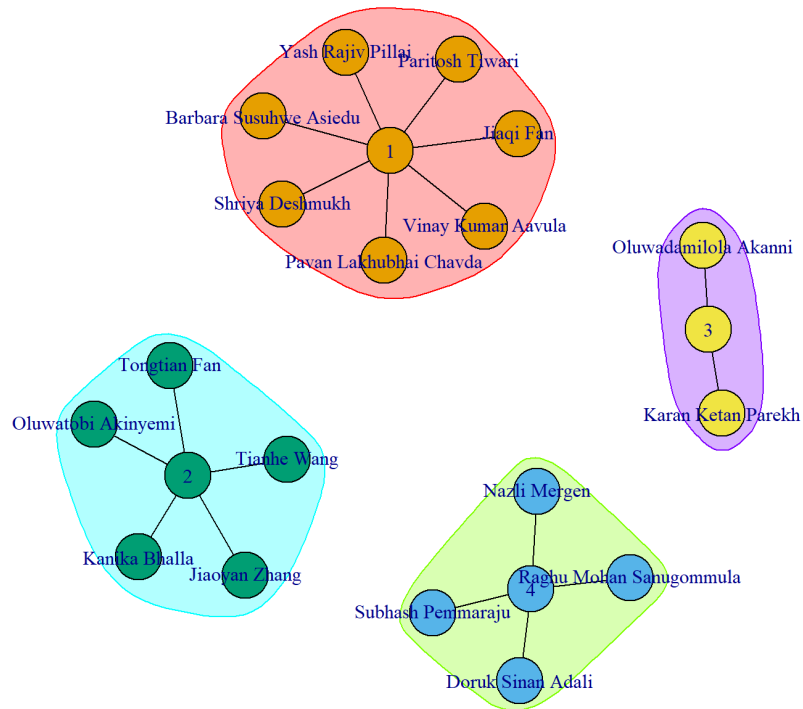 Yash Rajiv Pillai
Paritosh Tiwari
Barbara Susuhwe Asiedu
Jiaqi Fan
1
Shriya Deshmukh
Vinay Kumar Aavula
Pavan Lakhubhai Chavda
Oluwadamilola Akanni
3
Karan Ketan Parekh
Tongtian Fan
Oluwatobi Akinyemi
Tianhe Wang
2
Kanika Bhalla
Jiaoyan Zhang
Nazli Mergen
Raghu Mohan Sanugommula
4
Subhash Pemmaraju
Doruk Sinan Adali